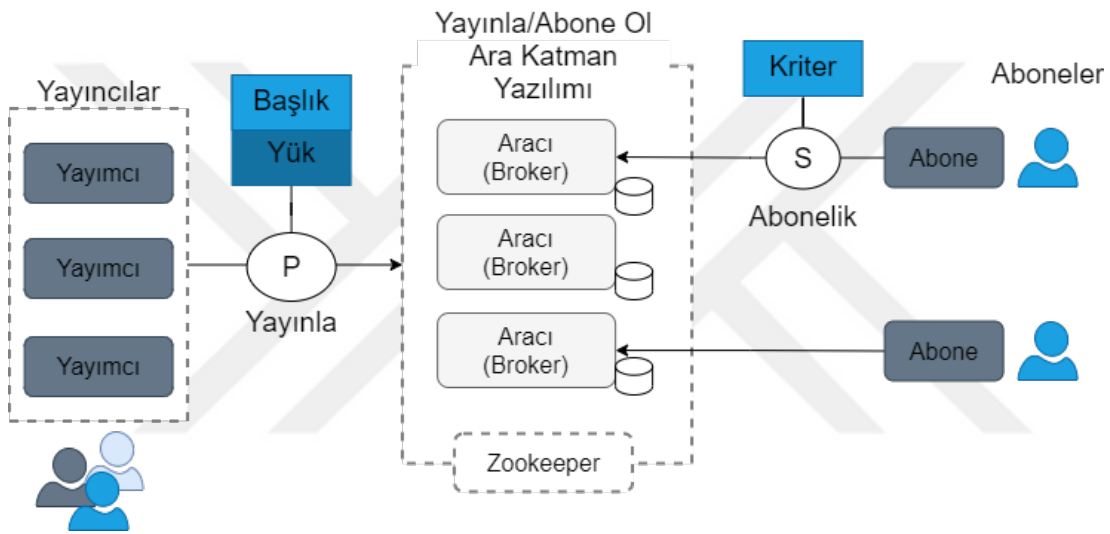 Yayıncılar
Yayımcı
Yayımcı
Yayımcı
Başlık
Yük
P
Yayınla
Yayınla/Abone Ol
Ara Katman
Yazılımı
Aracı
(Broker)
Aracı
(Broker)
Aracı
(Broker)
Zookeeper
Kriter
S
Abonelik
Aboneler
Abone
Abone